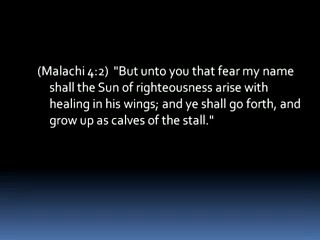 (Malachi 4:2)  "But unto you that fear my name
shall the Sun of righteousness arise with
healing in his wings; and ye shall go forth, and
grow up as calves of the stall."